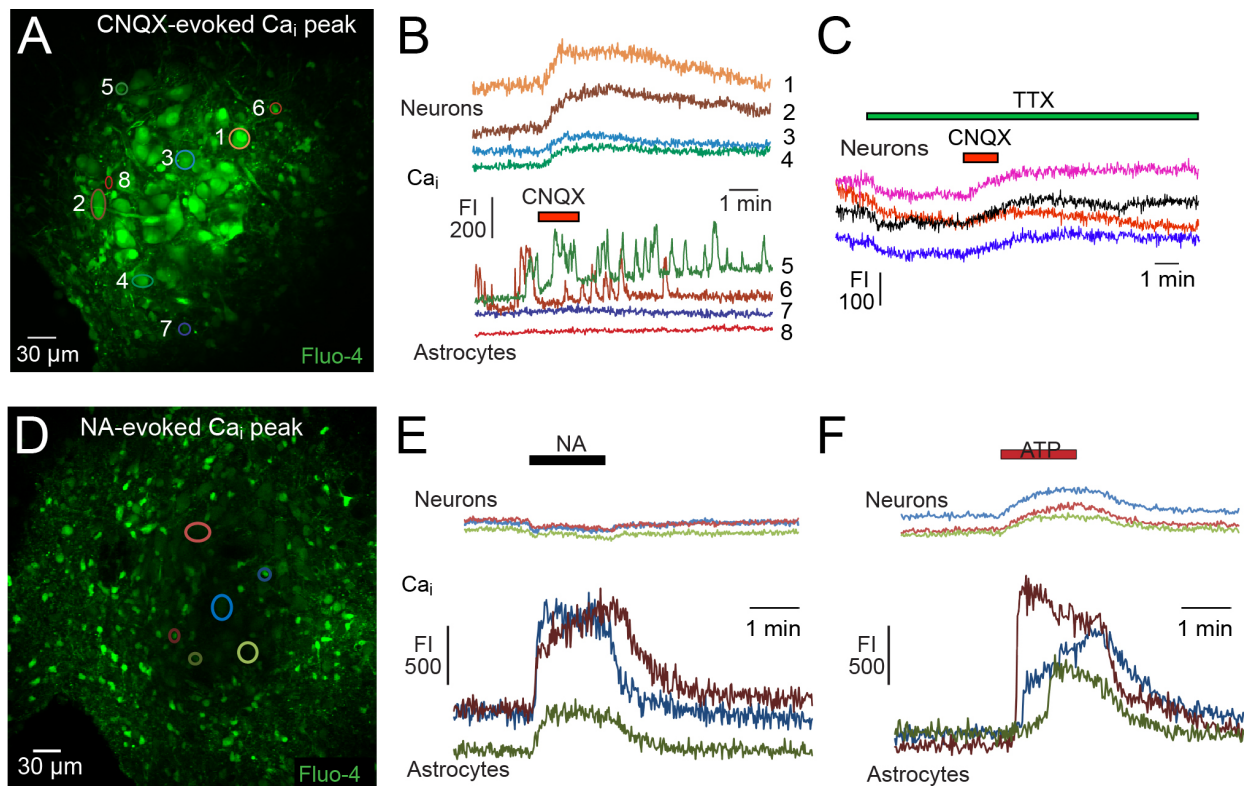 A
CNQX-evoked Caᵢ peak
5
6
1
3
8
2
4
7
30 µm
Fluo-4
B
Neurons
1
2
3
4
Caᵢ
FI
200
CNQX
1 min
5
6
7
8
Astrocytes
C
TTX
CNQX
Neurons
FI
100
1 min
D
NA-evoked Caᵢ peak
30 µm
Fluo-4
E
NA
Neurons
Caᵢ
FI
500
1 min
Astrocytes
F
ATP
Neurons
FI
500
1 min
Astrocytes